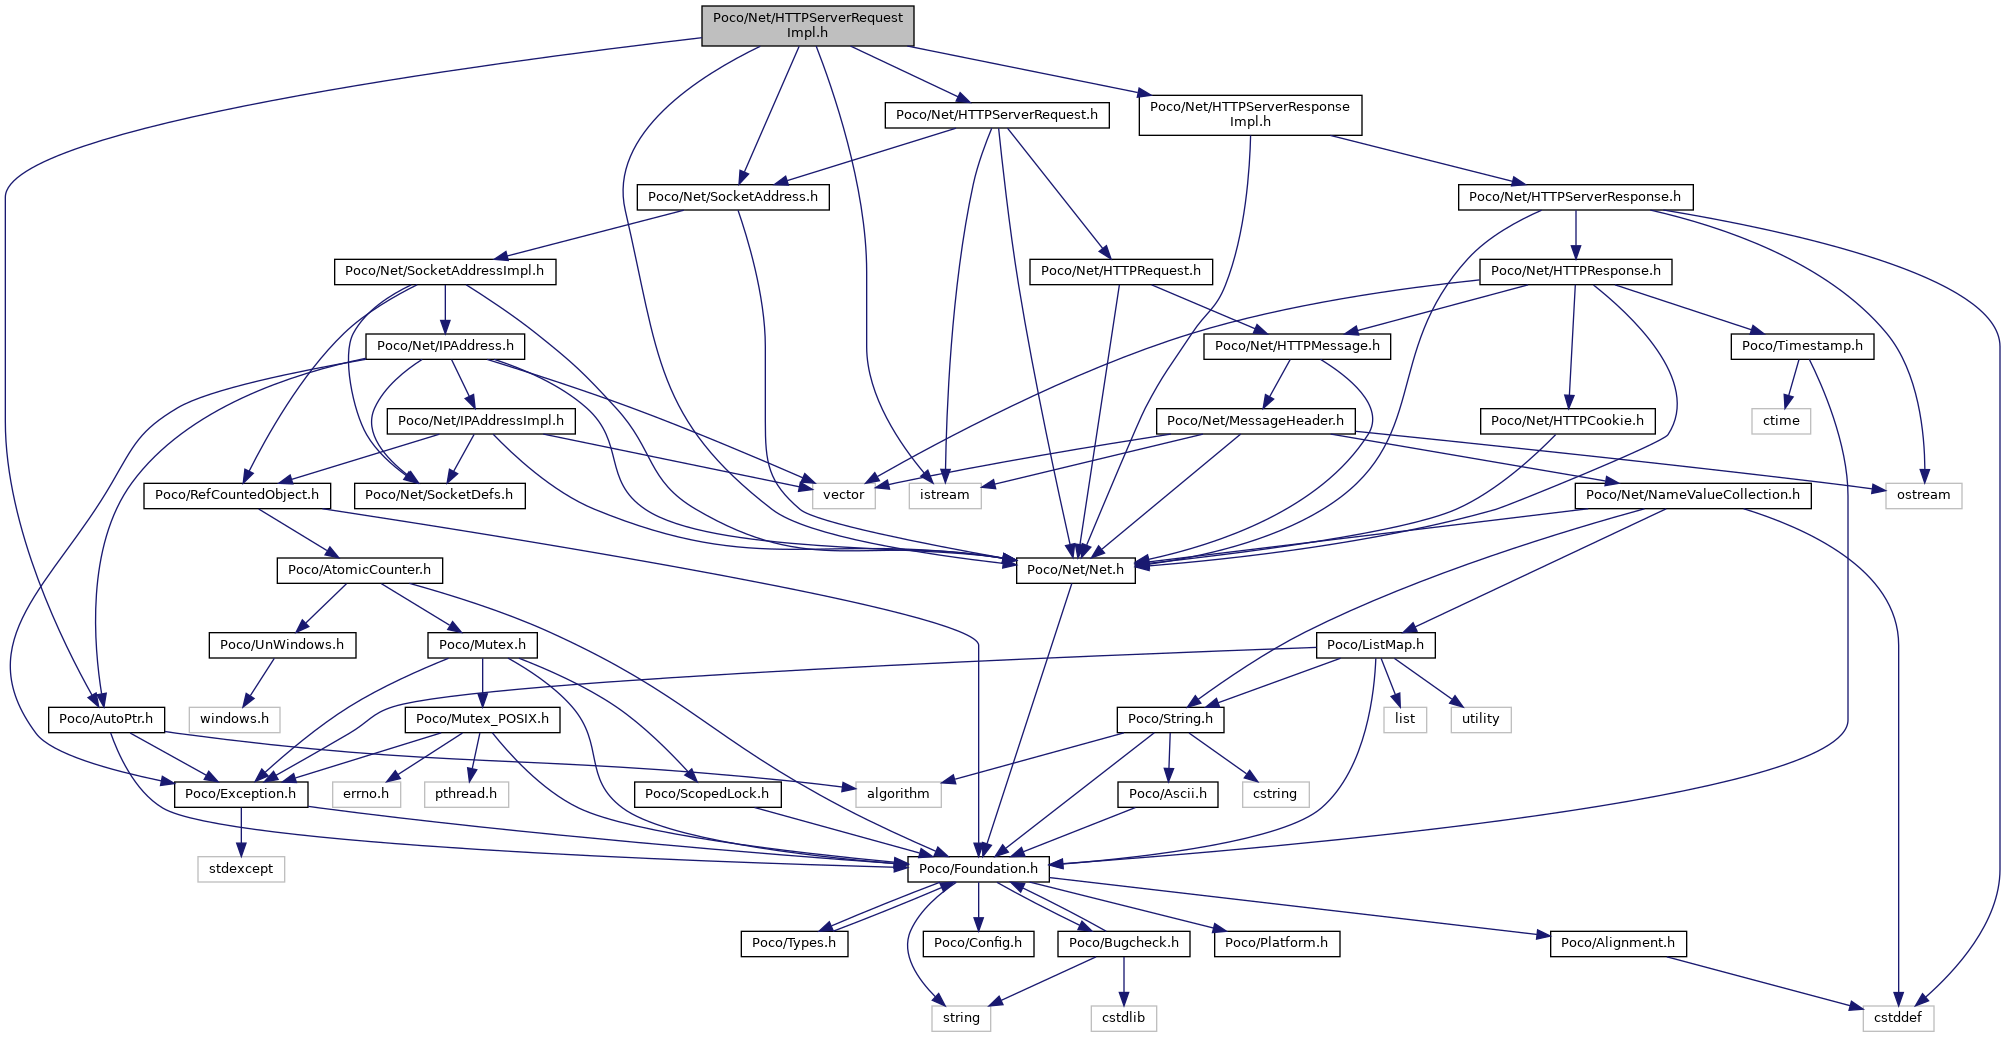 Poco/Net/HTTPServerRequest
Impl.h
Poco/Net/HTTPServerRequest.h
Poco/Net/HTTPServerResponse
Impl.h
Poco/Net/SocketAddress.h
Poco/Net/HTTPServerResponse.h
Poco/Net/SocketAddressImpl.h
Poco/Net/HTTPRequest.h
Poco/Net/HTTPResponse.h
Poco/Net/IPAddress.h
Poco/Net/HTTPMessage.h
Poco/Timestamp.h
Poco/Net/IPAddressImpl.h
Poco/Net/MessageHeader.h
Poco/Net/HTTPCookie.h
ctime
Poco/RefCountedObject.h
Poco/Net/SocketDefs.h
vector
istream
Poco/Net/NameValueCollection.h
ostream
Poco/AtomicCounter.h
Poco/Net/Net.h
Poco/UnWindows.h
Poco/Mutex.h
Poco/ListMap.h
Poco/AutoPtr.h
windows.h
Poco/Mutex_POSIX.h
Poco/String.h
list
utility
Poco/Exception.h
errno.h
pthread.h
Poco/ScopedLock.h
algorithm
Poco/Ascii.h
cstring
stdexcept
Poco/Foundation.h
Poco/Types.h
Poco/Config.h
Poco/Bugcheck.h
Poco/Platform.h
Poco/Alignment.h
string
cstdlib
cstddef